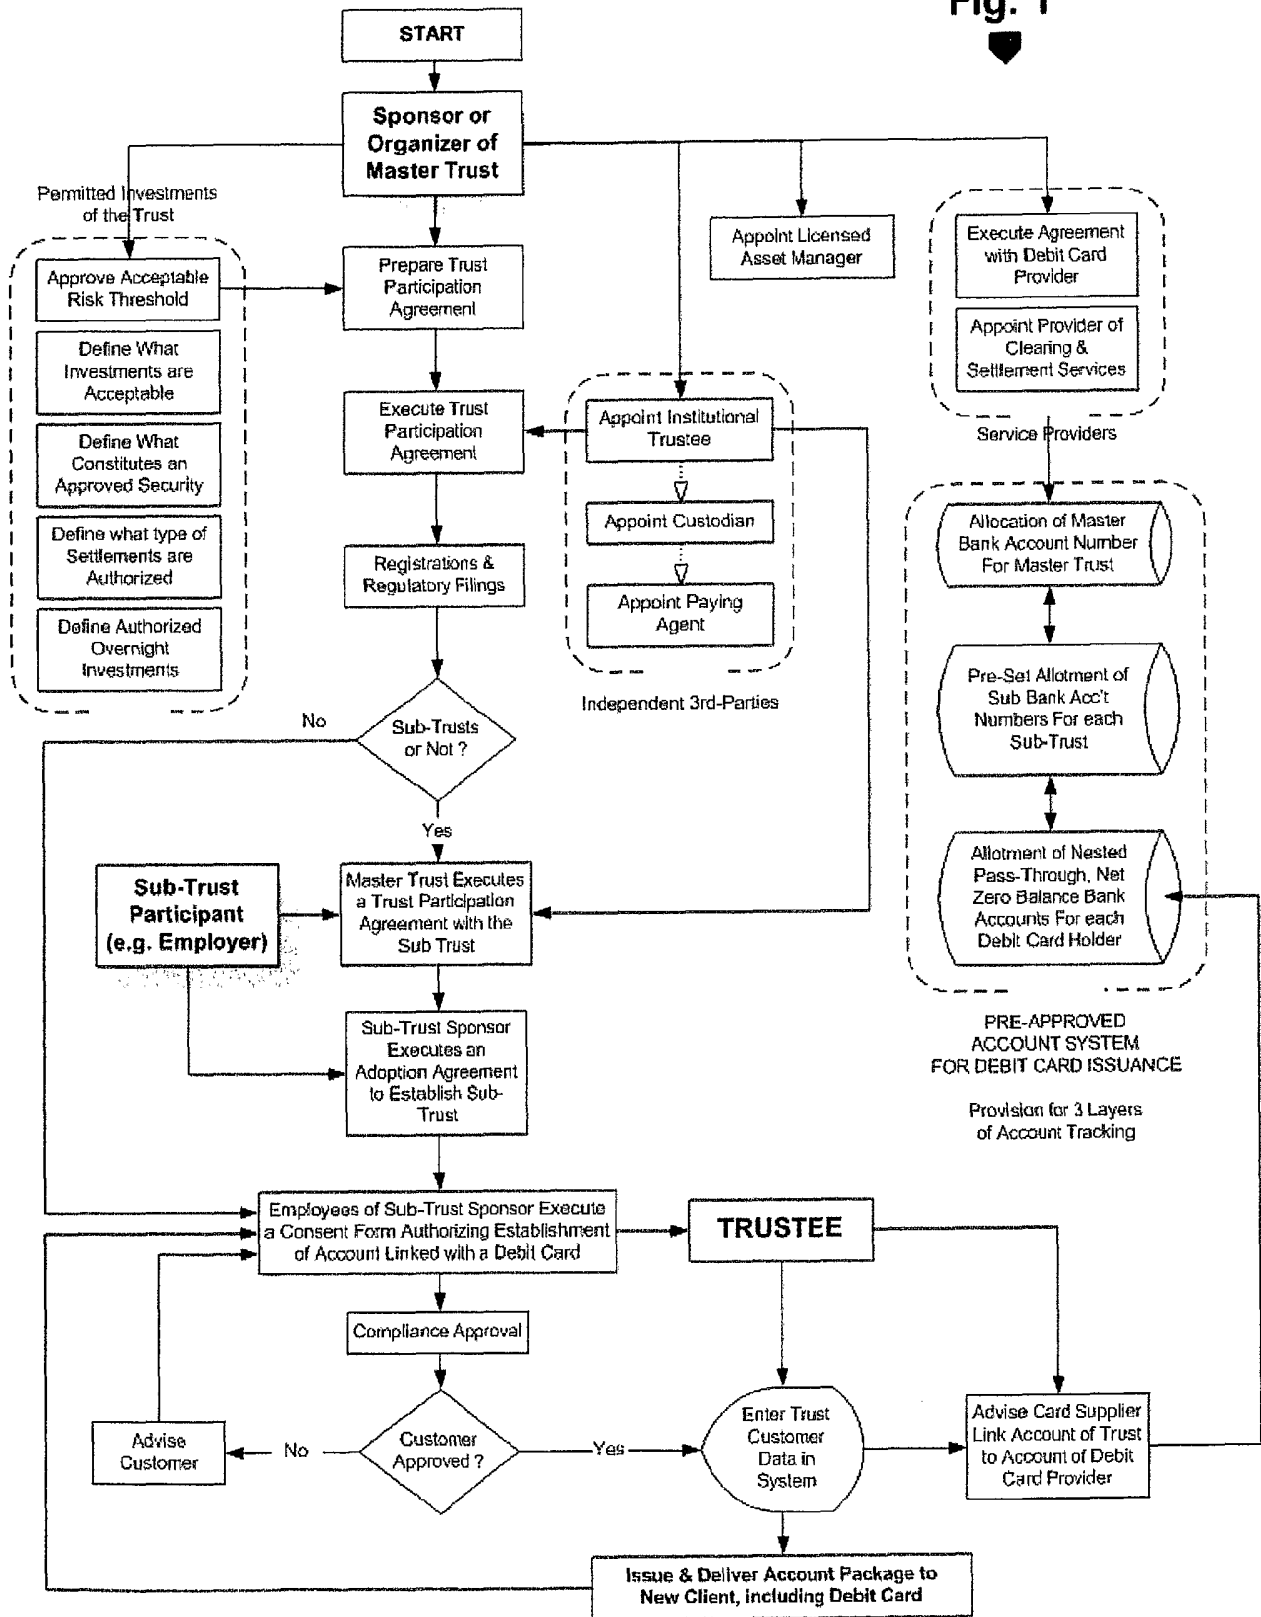 Fig. 1
START
Sponsor or
Organizer of
Master Trust
Permitted Investments
of the Trust
Approve Acceptable
Risk Threshold
Define What
Investments are
Acceptable
Define What
Constitutes an
Approved Security
Define what type of
Settlements are
Authorized
Define Authorized
Overnight
Investments
Prepare Trust
Participation
Agreement
Execute Trust
Participation
Agreement
Registrations &
Regulatory Filings
Appoint Licensed
Asset Manager
Appoint Institutional
Trustee
Appoint Custodian
Appoint Paying
Agent
Independent 3rd-Parties
Execute Agreement
with Debit Card
Provider
Appoint Provider of
Clearing &
Settlement Services
Service Providers
Allocation of Master
Bank Account Number
For Master Trust
Pre-Set Allotment of
Sub Bank Acc't
Numbers For each
Sub-Trust
Allotment of Nested
Pass-Through, Net
Zero Balance Bank
Accounts For each
Debit Card Holder
PRE-APPROVED
ACCOUNT SYSTEM
FOR DEBIT CARD ISSUANCE
Provision for 3 Layers
of Account Tracking
No
Sub-Trusts
or Not ?
Yes
Sub-Trust
Participant
(e.g. Employer)
Master Trust Executes
a Trust Participation
Agreement with the
Sub Trust
Sub-Trust Sponsor
Executes an
Adoption Agreement
to Establish Sub-
Trust
Employees of Sub-Trust Sponsor Execute
a Consent Form Authorizing Establishment
of Account Linked with a Debit Card
TRUSTEE
Compliance Approval
Advise
Customer
No
Customer
Approved ?
Yes
Enter Trust
Customer
Data in
System
Advise Card Supplier
Link Account of Trust
to Account of Debit
Card Provider
Issue & Deliver Account Package to
New Client, including Debit Card